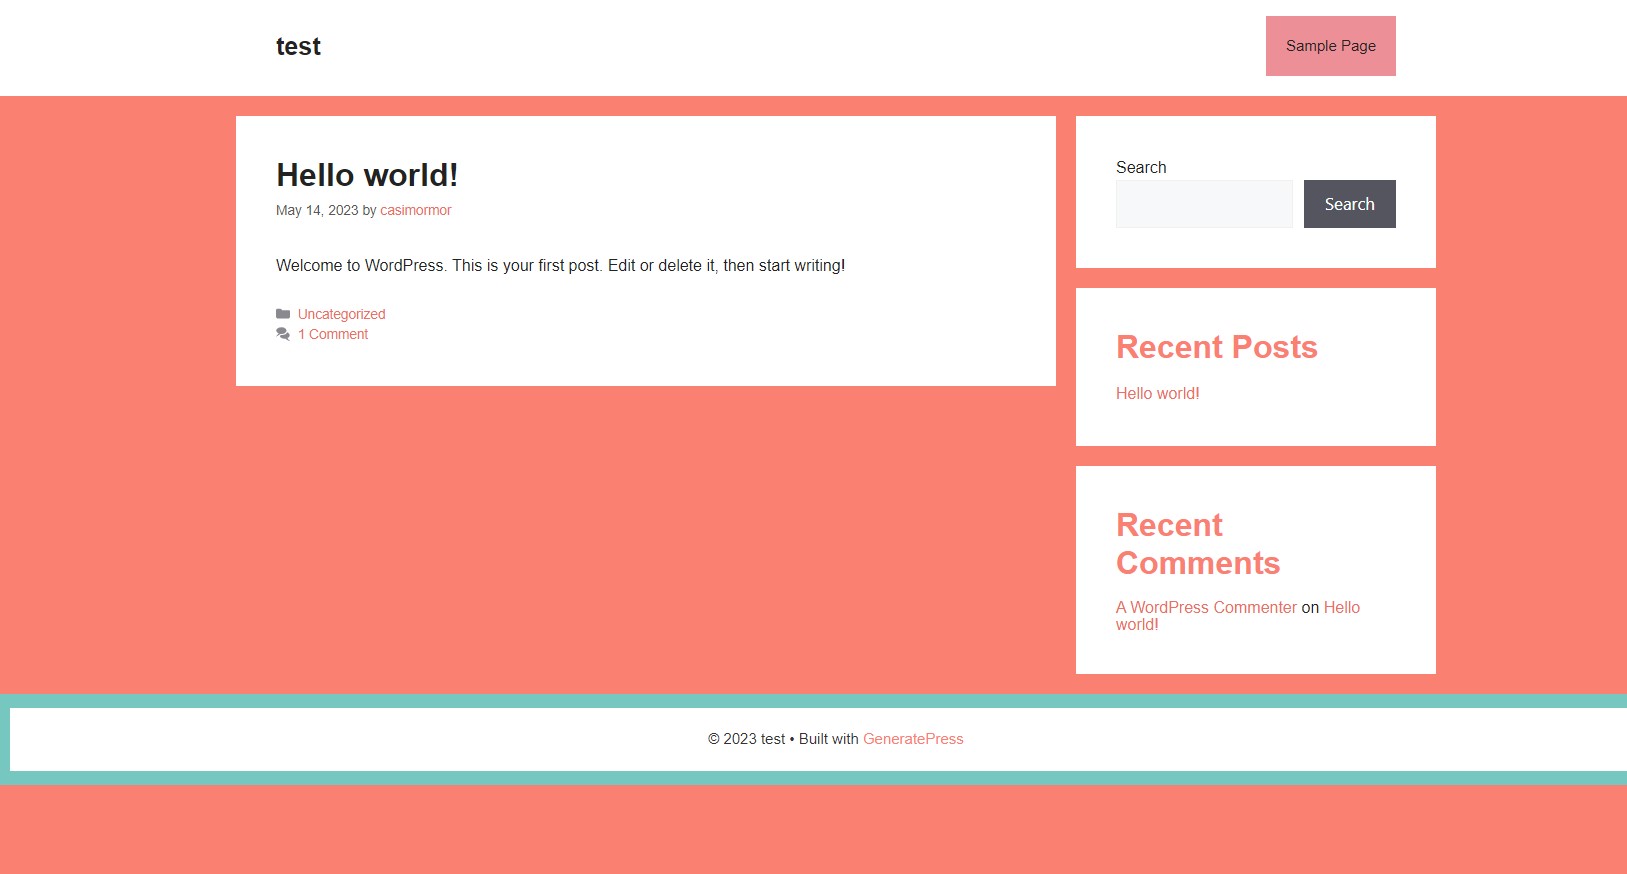 test
Sample Page
Hello world!
May 14, 2023 by casimormor
Welcome to WordPress. This is your first post. Edit or delete it, then start writing!
Uncategorized
1 Comment
Search
Search
Recent Posts
Hello world!
Recent
Comments
A WordPress Commenter on Hello
world!
© 2023 test • Built with GeneratePress